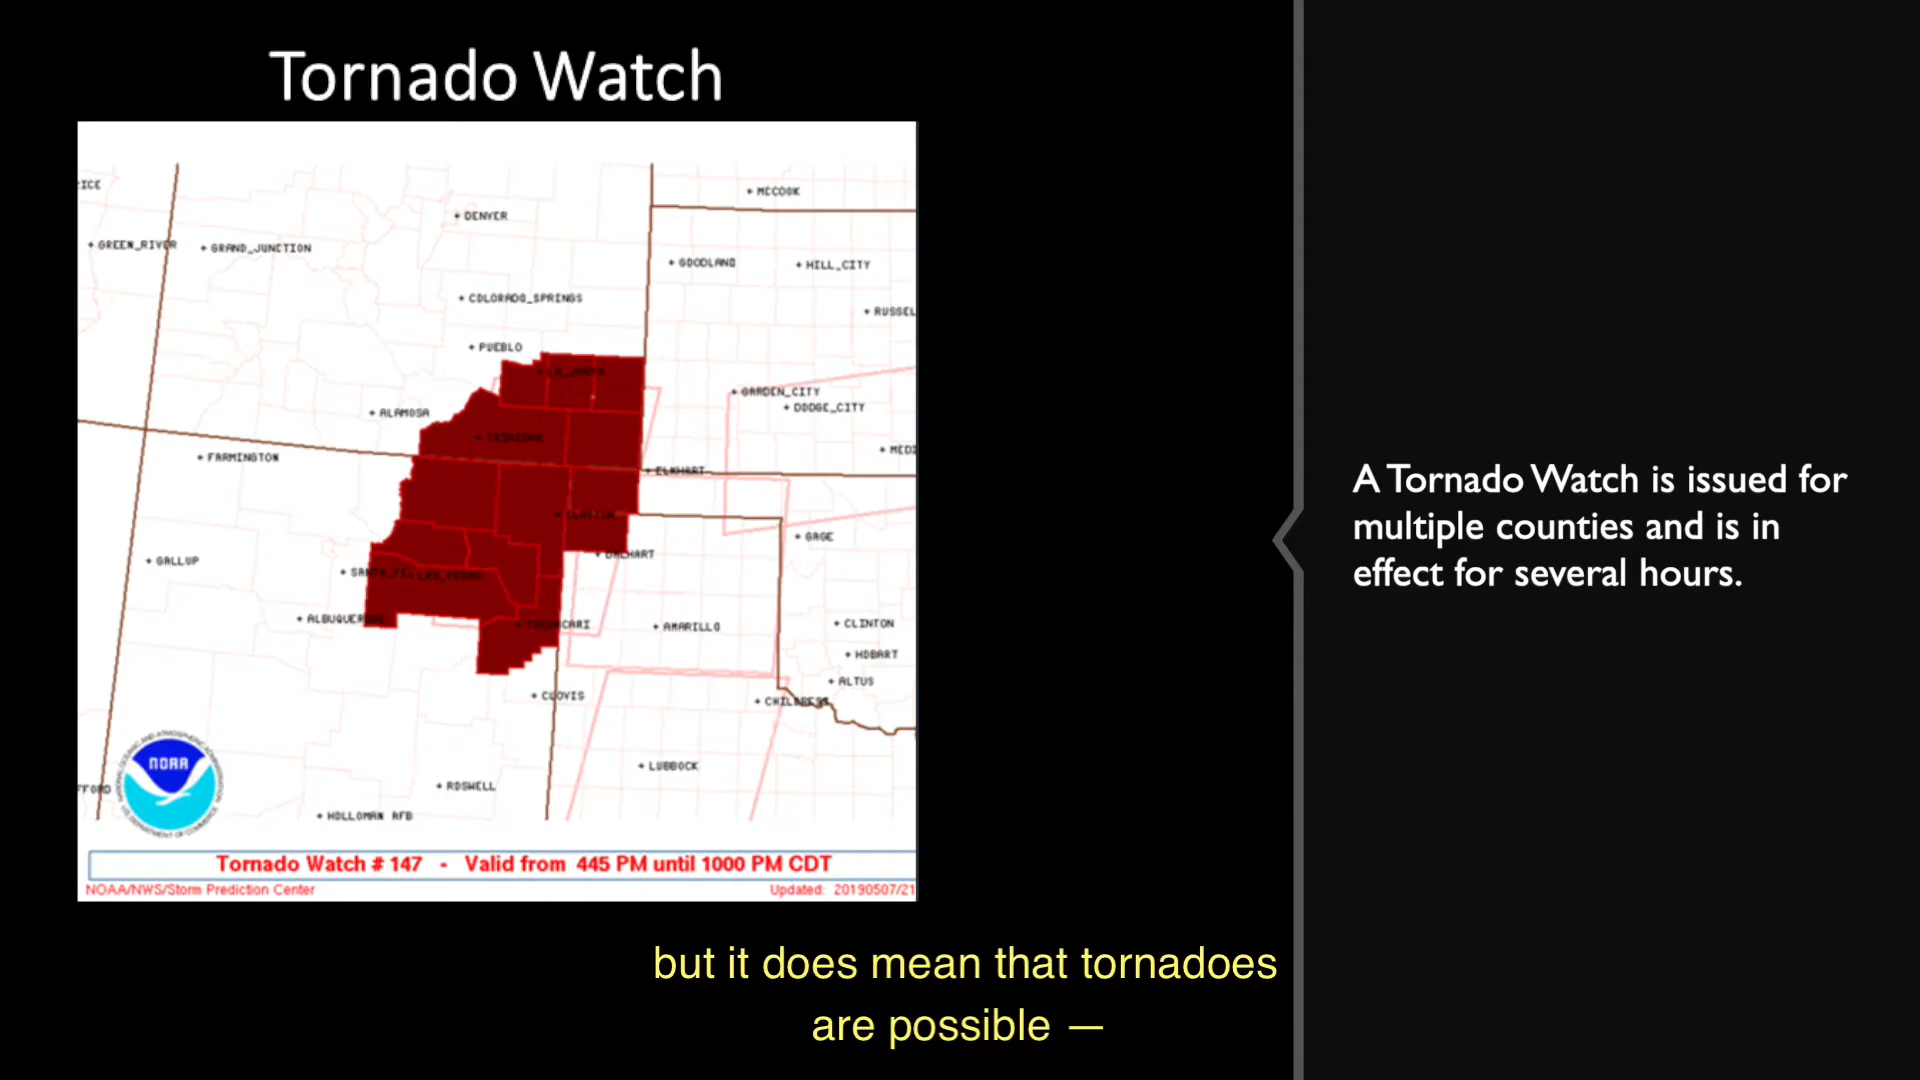 Tornado Watch
MCCOOK
DENVER
GREEN_RIVER
GRAND_JUNCTION
GOODLAND
HILL_CITY
COLORADO_SPRINGS
PUEBLO
GARDEN_CITY
DODGE_CITY
ALAMOSA
FARMINGTON
ELKHART
GAGE
DALHART
GALLUP
CLINTON
AMARILLO
HOBART
ALTUS
CLOVIS
CHILDRESS
LUBBOCK
ROSWELL
HOLLOMAN AFB
NOAA
Tornado Watch # 147 - Valid from 445 PM until 1000 PM CDT
NOAA/NWS/Storm Prediction Center
Updated: 20190507/21
A Tornado Watch is issued for
multiple counties and is in
effect for several hours.
but it does mean that tornadoes
are possible —